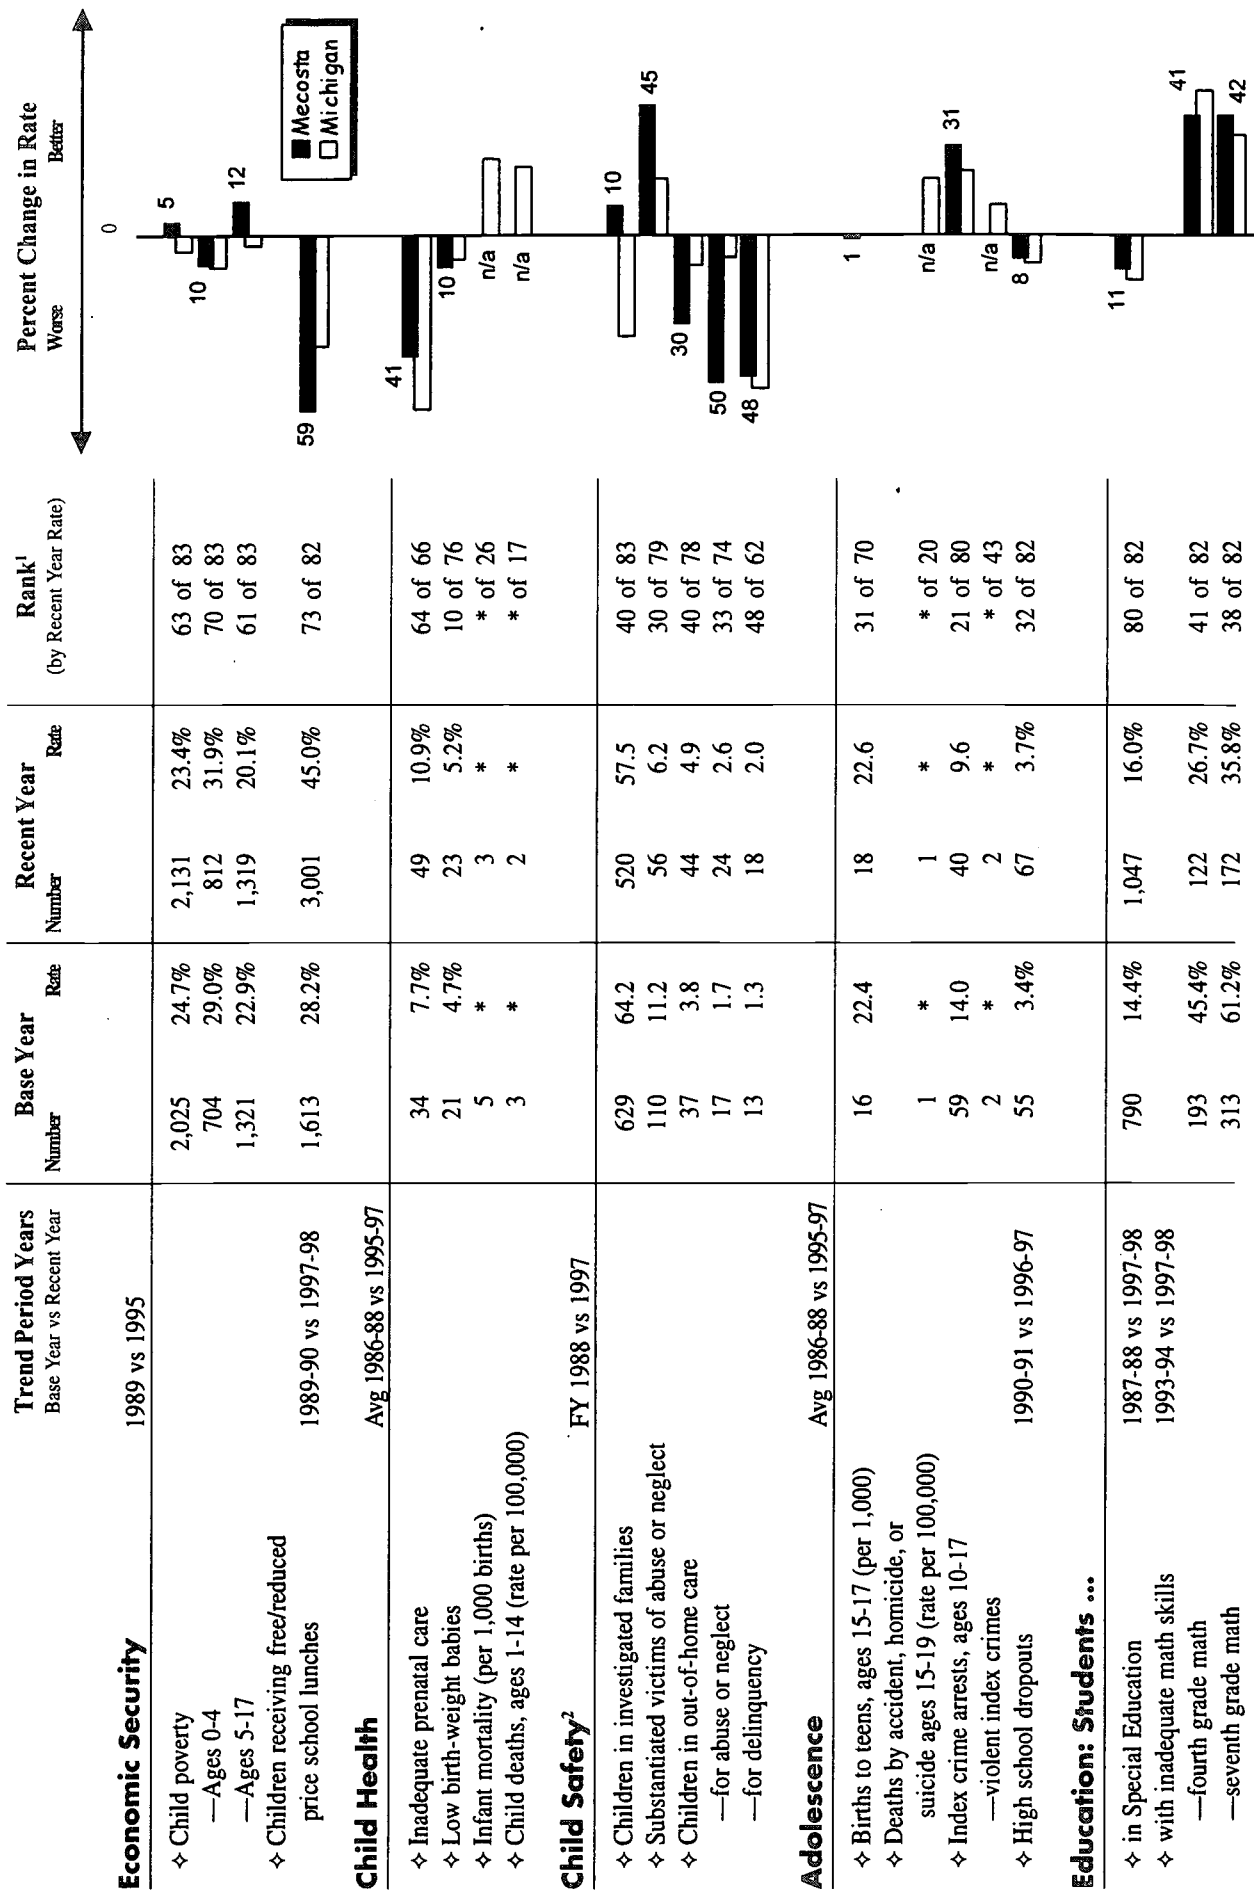 Trend Period Years Base Year Recent Year Rank¹ Percent Change in Rate
Base Year vs Recent Year Number Rate Number Rate (by Recent Year Rate) Worse Better
0
Mecosta
Michigan
Economic Security 1989 vs 1995
✧ Child poverty 2,025 24.7% 2,131 23.4% 63 of 83 5
—Ages 0-4 704 29.0% 812 31.9% 70 of 83 10
—Ages 5-17 1,321 22.9% 1,319 20.1% 61 of 83 12
✧ Children receiving free/reduced
price school lunches 1989-90 vs 1997-98 1,613 28.2% 3,001 45.0% 73 of 82 59
Child Health Avg 1986-88 vs 1995-97
✧ Inadequate prenatal care 34 7.7% 49 10.9% 64 of 66 41
✧ Low birth-weight babies 21 4.7% 23 5.2% 10 of 76 10
✧ Infant mortality (per 1,000 births) 5 * 3 * * of 26 n/a
✧ Child deaths, ages 1-14 (rate per 100,000) 3 * 2 * * of 17 n/a
Child Safety² FY 1988 vs 1997
✧ Children in investigated families 629 64.2 520 57.5 40 of 83 10
✧ Substantiated victims of abuse or neglect 110 11.2 56 6.2 30 of 79 45
✧ Children in out-of-home care 37 3.8 44 4.9 40 of 78 30
—for abuse or neglect 17 1.7 24 2.6 33 of 74 50
—for delinquency 13 1.3 18 2.0 48 of 62 48
Adolescence Avg 1986-88 vs 1995-97
✧ Births to teens, ages 15-17 (per 1,000) 16 22.4 18 22.6 31 of 70 1
✧ Deaths by accident, homicide, or
suicide ages 15-19 (rate per 100,000) 1 * 1 * * of 20 n/a
✧ Index crime arrests, ages 10-17 59 14.0 40 9.6 21 of 80 31
—violent index crimes 2 * 2 * * of 43 n/a
✧ High school dropouts 1990-91 vs 1996-97 55 3.4% 67 3.7% 32 of 82 8
Education: Students ...
✧ in Special Education 1987-88 vs 1997-98 790 14.4% 1,047 16.0% 80 of 82 11
✧ with inadequate math skills 1993-94 vs 1997-98
—fourth grade math 193 45.4% 122 26.7% 41 of 82 41
—seventh grade math 313 61.2% 172 35.8% 38 of 82 42